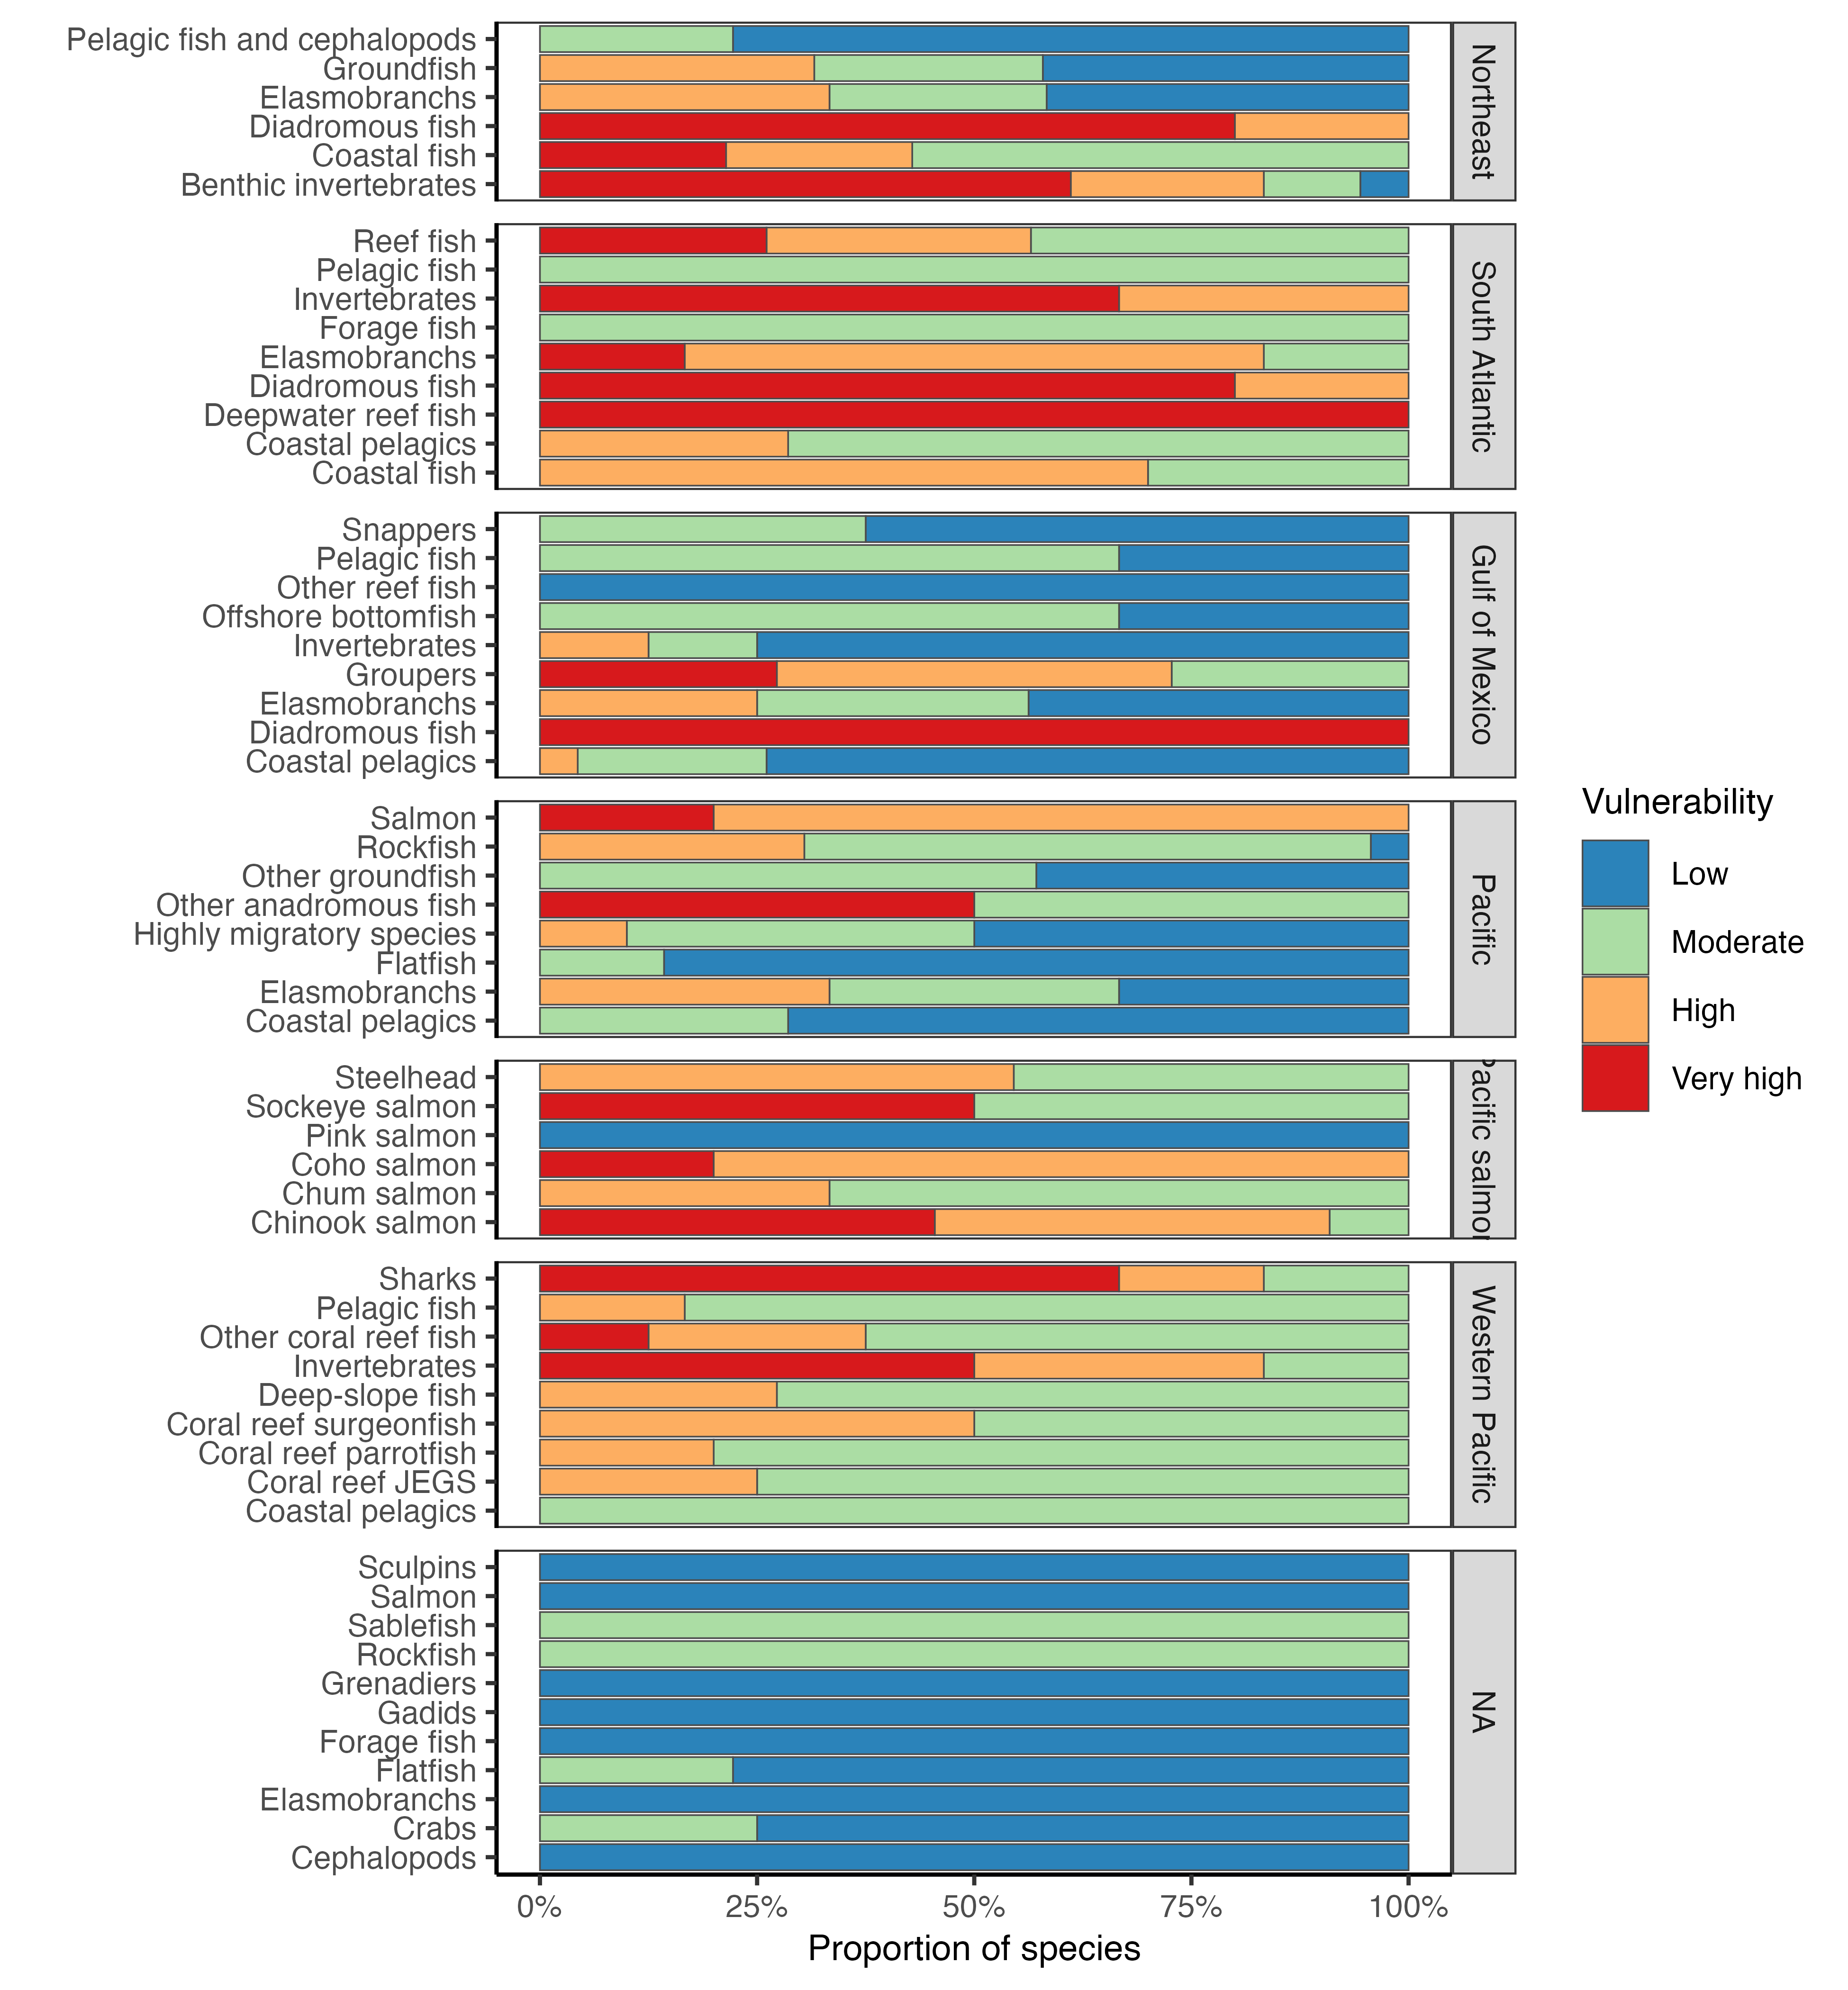 Pelagic fish and cephalopods
Groundfish
Elasmobranchs
Diadromous fish
Coastal fish
Benthic invertebrates
Northeast
Reef fish
Pelagic fish
Invertebrates
Forage fish
Elasmobranchs
Diadromous fish
Deepwater reef fish
Coastal pelagics
Coastal fish
South Atlantic
Snappers
Pelagic fish
Other reef fish
Offshore bottomfish
Invertebrates
Groupers
Elasmobranchs
Diadromous fish
Coastal pelagics
Gulf of Mexico
Salmon
Rockfish
Other groundfish
Other anadromous fish
Highly migratory species
Flatfish
Elasmobranchs
Coastal pelagics
Pacific
Steelhead
Sockeye salmon
Pink salmon
Coho salmon
Chum salmon
Chinook salmon
Pacific salmon
Sharks
Pelagic fish
Other coral reef fish
Invertebrates
Deep-slope fish
Coral reef surgeonfish
Coral reef parrotfish
Coral reef JEGS
Coastal pelagics
Western Pacific
Sculpins
Salmon
Sablefish
Rockfish
Grenadiers
Gadids
Forage fish
Flatfish
Elasmobranchs
Crabs
Cephalopods
NA
0% 25% 50% 75% 100%
Proportion of species
Vulnerability
Low
Moderate
High
Very high